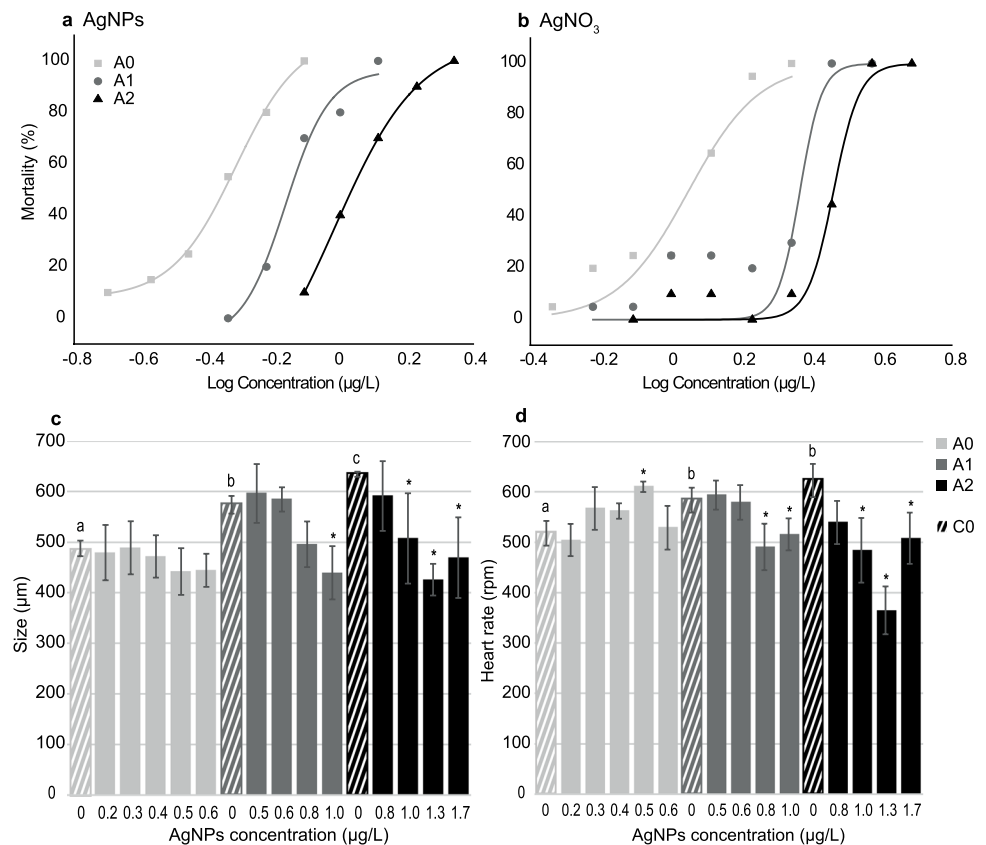 a AgNPs
A0
A1
A2
Mortality (%)
100
80
60
40
20
0
-0.8 -0.6 -0.4 -0.2 0 0.2 0.4
Log Concentration (µg/L)
b AgNO3
100
80
60
40
20
0
-0.4 -0.2 0 0.2 0.4 0.6 0.8
Log Concentration (µg/L)
c
Size (µm)
700
600
500
400
300
200
100
0
a b c
* * * *
0 0.2 0.3 0.4 0.5 0.6 0 0.5 0.6 0.8 1.0 0 0.8 1.0 1.3 1.7
AgNPs concentration (µg/L)
d
Heart rate (rpm)
700
600
500
400
300
200
100
0
a * b * * b * * *
0 0.2 0.3 0.4 0.5 0.6 0 0.5 0.6 0.8 1.0 0 0.8 1.0 1.3 1.7
AgNPs concentration (µg/L)
A0
A1
A2
C0